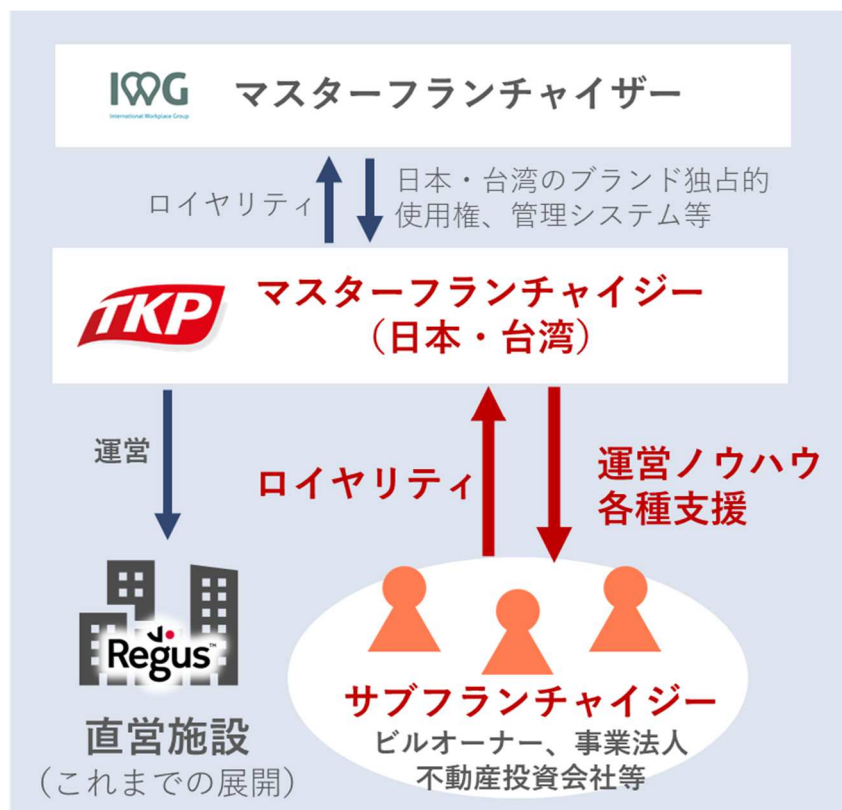 IWG
International Workplace Group
マスターフランチャイザー
ロイヤリティ
日本・台湾のブランド独占的
使用権、管理システム等
TKP
マスターフランチャイジー
（日本・台湾）
運営
ロイヤリティ
運営ノウハウ
各種支援
Regus™
直営施設
（これまでの展開）
サブフランチャイジー
ビルオーナー、事業法人
不動産投資会社等